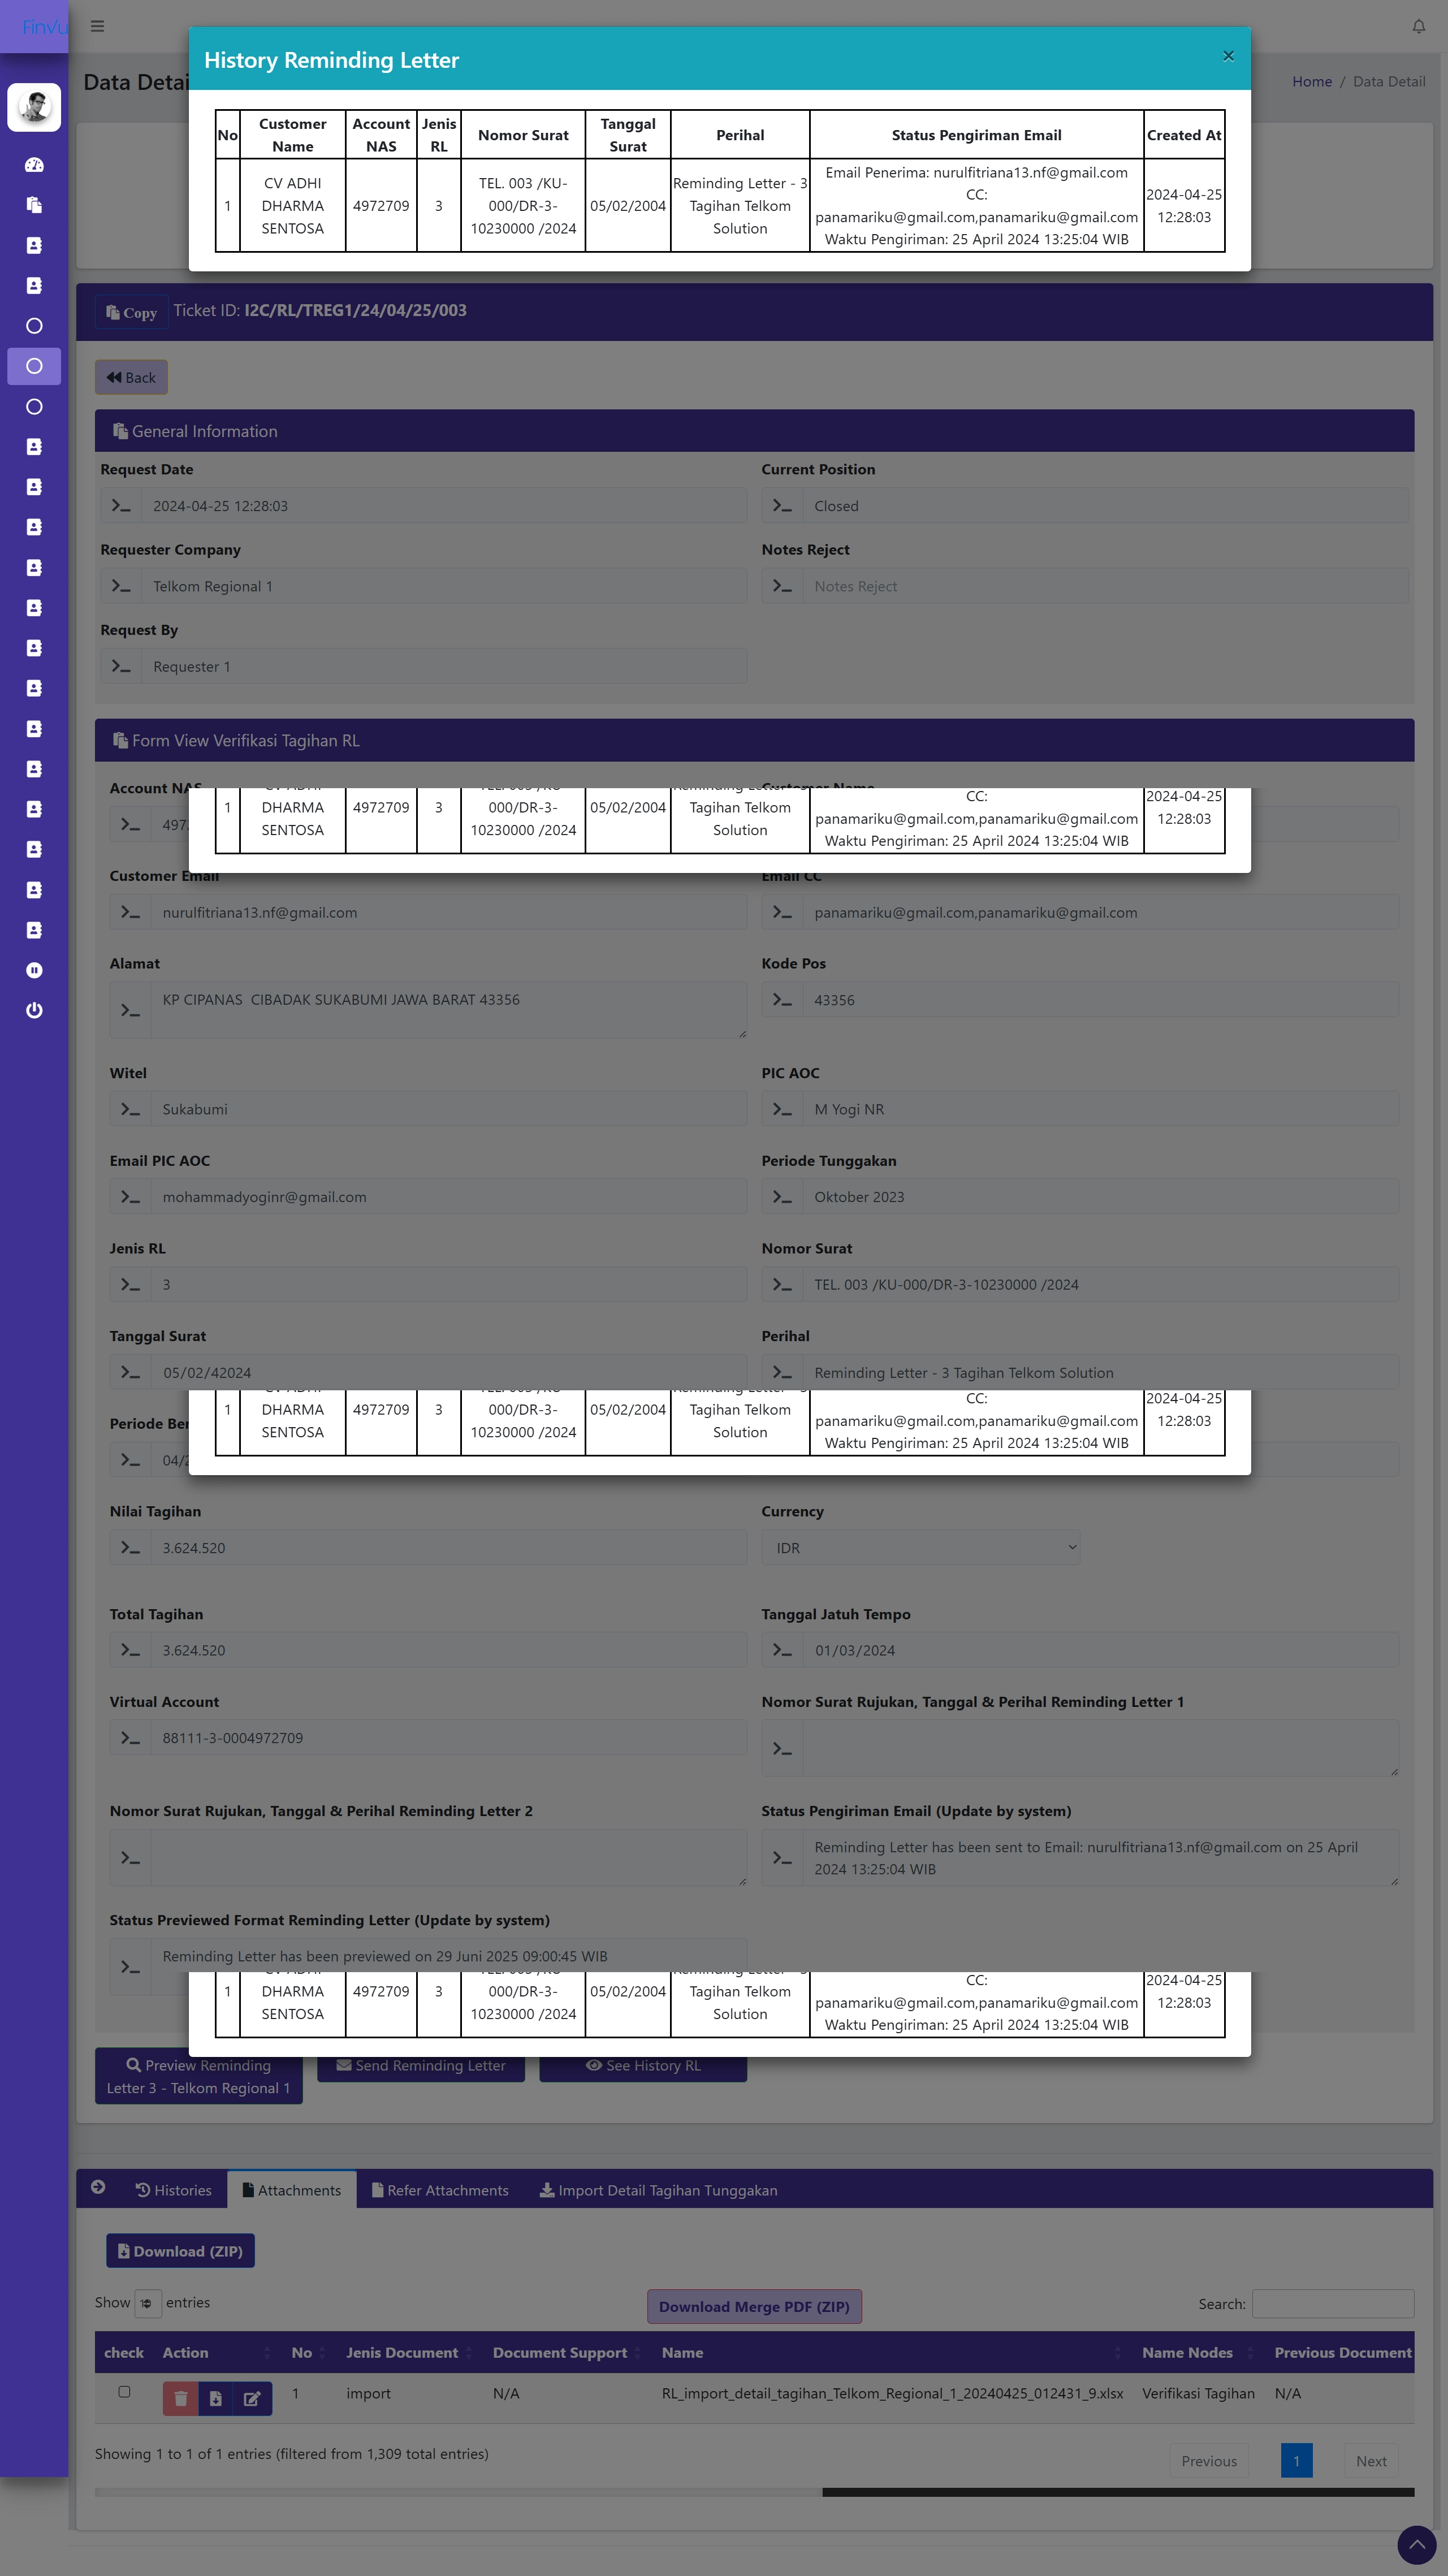 Finvu
History Reminding Letter
×
Data Detai
Home / Data Detail
No
Customer Name
Account NAS
Jenis RL
Nomor Surat
Tanggal Surat
Perihal
Status Pengiriman Email
Created At
1
CV ADHI
DHARMA
SENTOSA
4972709
3
TEL. 003 /KU-
000/DR-3-
10230000 /2024
05/02/2004
Reminding Letter - 3
Tagihan Telkom
Solution
Email Penerima: nurulfitriana13.nf@gmail.com
CC:
panamariku@gmail.com,panamariku@gmail.com
Waktu Pengiriman: 25 April 2024 13:25:04 WIB
2024-04-25
12:28:03
Copy
Ticket ID: I2C/RL/TREG1/24/04/25/003
Back
General Information
Request Date
Current Position
2024-04-25 12:28:03
Closed
Requester Company
Notes Reject
Telkom Regional 1
Notes Reject
Request By
Requester 1
Form View Verifikasi Tagihan RL
Account NAS
Customer Name
497
1
DHARMA
SENTOSA
4972709
3
000/DR-3-
10230000 /2024
05/02/2004
Reminding Letter - 3
Tagihan Telkom
Solution
CC:
panamariku@gmail.com,panamariku@gmail.com
Waktu Pengiriman: 25 April 2024 13:25:04 WIB
2024-04-25
12:28:03
Customer Email
Email CC
nurulfitriana13.nf@gmail.com
panamariku@gmail.com,panamariku@gmail.com
Alamat
Kode Pos
KP CIPANAS  CIBADAK SUKABUMI JAWA BARAT 43356
43356
Witel
PIC AOC
Sukabumi
M Yogi NR
Email PIC AOC
Periode Tunggakan
mohammadyoginr@gmail.com
Oktober 2023
Jenis RL
Nomor Surat
3
TEL. 003 /KU-000/DR-3-10230000 /2024
Tanggal Surat
Perihal
05/02/42024
Reminding Letter - 3 Tagihan Telkom Solution
Periode Ber
04/2
1
DHARMA
SENTOSA
4972709
3
000/DR-3-
10230000 /2024
05/02/2004
Reminding Letter - 3
Tagihan Telkom
Solution
CC:
panamariku@gmail.com,panamariku@gmail.com
Waktu Pengiriman: 25 April 2024 13:25:04 WIB
2024-04-25
12:28:03
Nilai Tagihan
Currency
3.624.520
IDR
Total Tagihan
Tanggal Jatuh Tempo
3.624.520
01/03/2024
Virtual Account
Nomor Surat Rujukan, Tanggal & Perihal Reminding Letter 1
88111-3-0004972709
Nomor Surat Rujukan, Tanggal & Perihal Reminding Letter 2
Status Pengiriman Email (Update by system)
Reminding Letter has been sent to Email: nurulfitriana13.nf@gmail.com on 25 April
2024 13:25:04 WIB
Status Previewed Format Reminding Letter (Update by system)
Reminding Letter has been previewed on 29 Juni 2025 09:00:45 WIB
1
DHARMA
SENTOSA
4972709
3
000/DR-3-
10230000 /2024
05/02/2004
Reminding Letter - 3
Tagihan Telkom
Solution
CC:
panamariku@gmail.com,panamariku@gmail.com
Waktu Pengiriman: 25 April 2024 13:25:04 WIB
2024-04-25
12:28:03
Preview Reminding
Letter 3 - Telkom Regional 1
Send Reminding Letter
See History RL
Histories
Attachments
Refer Attachments
Import Detail Tagihan Tunggakan
Download (ZIP)
Show
entries
Download Merge PDF (ZIP)
Search:
check
Action
No
Jenis Document
Document Support
Name
Name Nodes
Previous Document
1
import
N/A
RL_import_detail_tagihan_Telkom_Regional_1_20240425_012431_9.xlsx
Verifikasi Tagihan
N/A
Showing 1 to 1 of 1 entries (filtered from 1,309 total entries)
Previous
1
Next